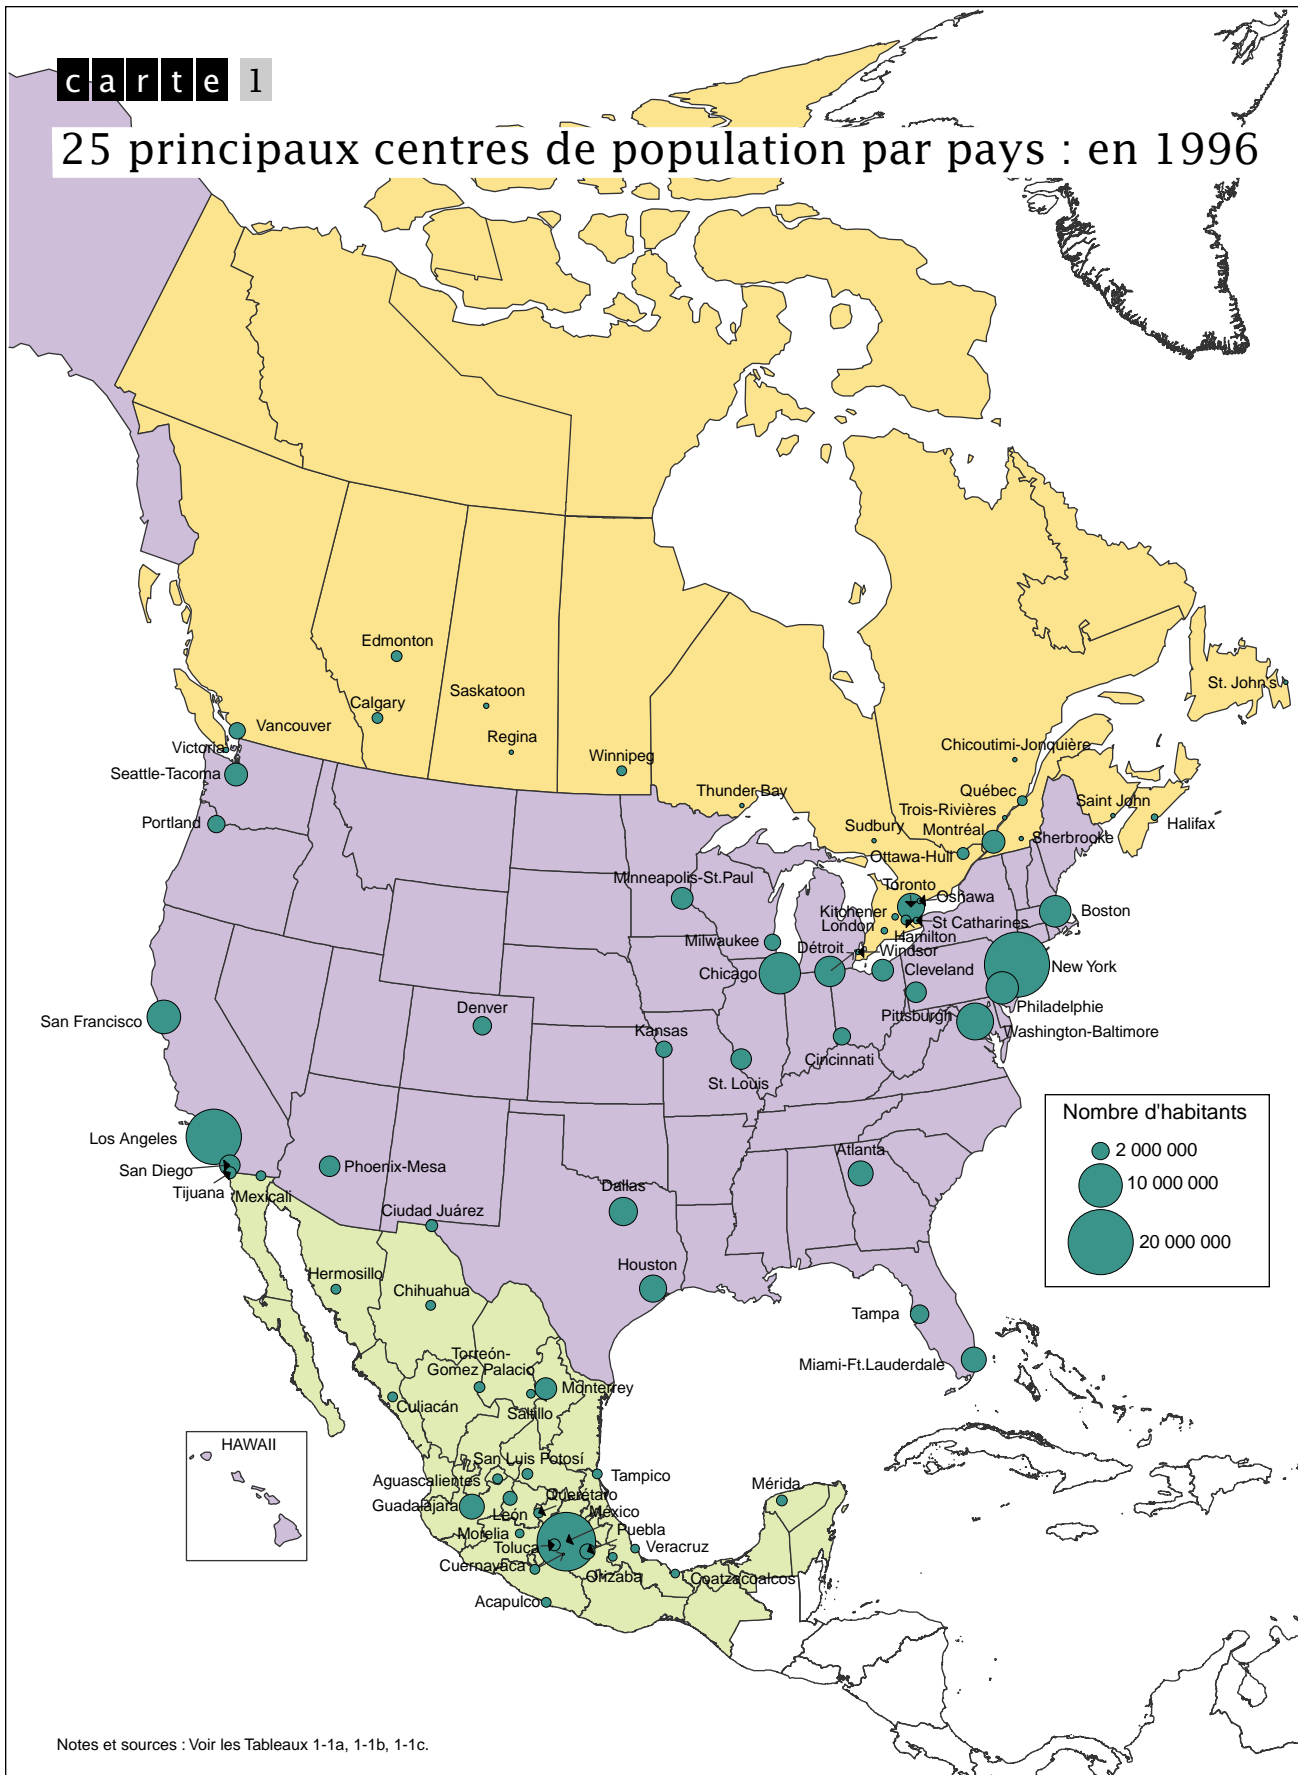 carte 1
25 principaux centres de population par pays : en 1996
Edmonton
Saskatoon
Calgary
Vancouver
Regina
Victoria
Winnipeg
Seattle-Tacoma
Portland
Thunder Bay
Sudbury
St. John's
Chicoutimi-Jonquière
Québec
Trois-Rivières
Saint John
Montréal
Halifax
Sherbrooke
Ottawa-Hull
Toronto
Oshawa
Kitchener
St Catharines
London
Hamilton
Windsor
Minneapolis-St.Paul
Milwaukee
Détroit
Chicago
Cleveland
Boston
New York
Philadelphie
Pittsburgh
Washington-Baltimore
San Francisco
Denver
Kansas
St. Louis
Cincinnati
Los Angeles
San Diego
Tijuana
Mexicali
Phoenix-Mesa
Ciudad Juárez
Dallas
Atlanta
Houston
Tampa
Miami-Ft.Lauderdale
Nombre d'habitants
2 000 000
10 000 000
20 000 000
Hermosillo
Chihuahua
Torreón-
Gomez Palacio
Monterrey
Saltillo
Culiacán
HAWAII
San Luis Potosí
Aguascalientes
Tampico
Mérida
Guadalajara
Querétaro
León
México
Morelia
Puebla
Toluca
Veracruz
Cuernavaca
Orizaba
Coatzacoalcos
Acapulco
Notes et sources : Voir les Tableaux 1-1a, 1-1b, 1-1c.